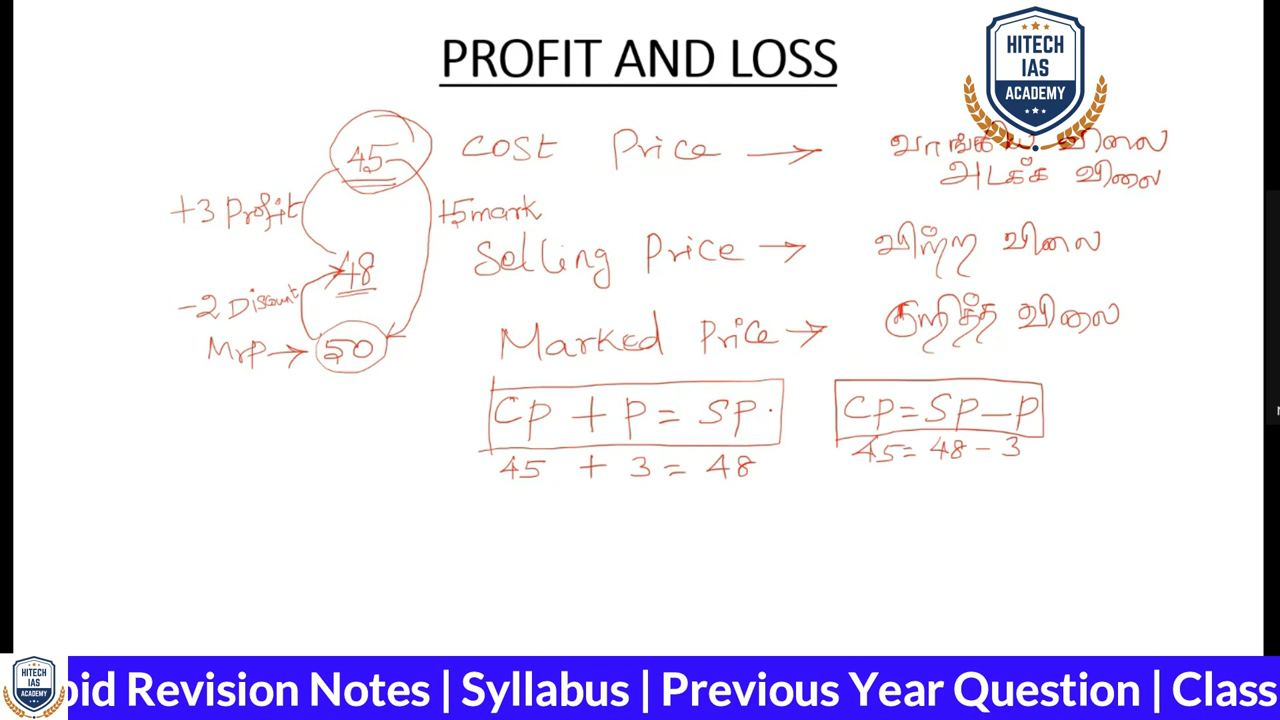 PROFIT AND LOSS
HITECH
IAS
ACADEMY
45 Cost Price → வாங்கிய விலை
அடக்க விலை
+3 Profit +5 mark
48 Selling Price → விற்ற விலை
-2 Discount
Marked Price → குறித்த விலை
MrP → 50
CP + P = SP. CP = SP - P
45 + 3 = 48 45 = 48 - 3
HITECH
IAS
ACADEMY
pid Revision Notes | Syllabus | Previous Year Question | Class